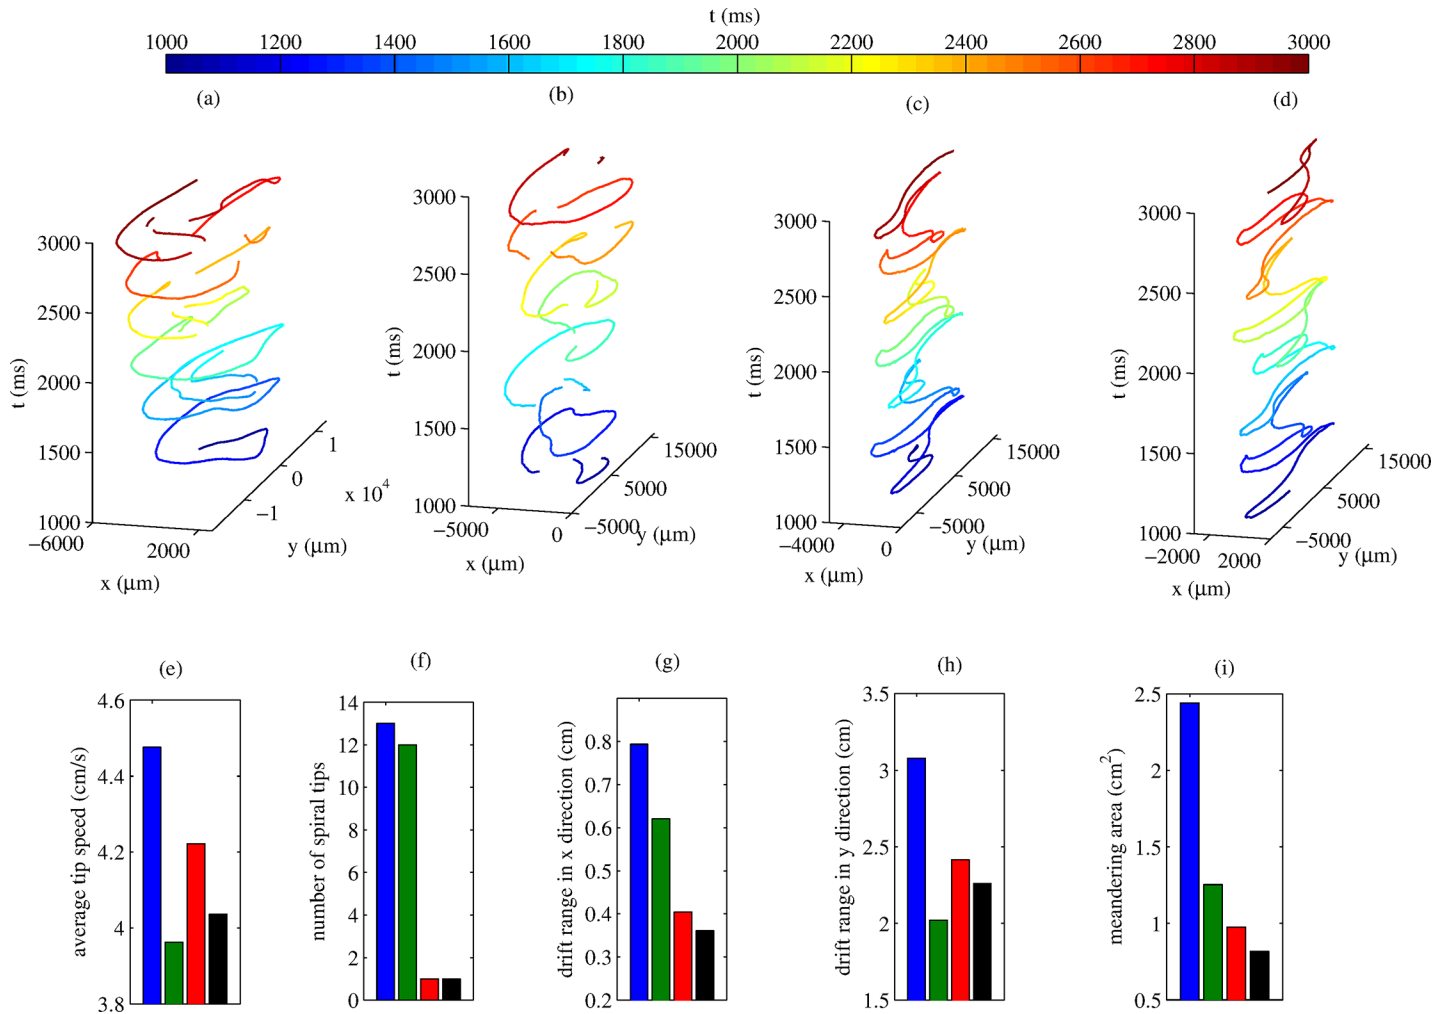 t (ms)
1000 1200 1400 1600 1800 2000 2200 2400 2600 2800 3000
(a) (b) (c) (d)
3000
2500
2000
1500
1000
t (ms)
−6000 2000
x (µm)
−1 0 1
x 10^4
y (µm)
3000
2500
2000
1500
1000
t (ms)
−5000 0
x (µm)
−5000 5000 15000
y (µm)
3000
2500
2000
1500
1000
t (ms)
−4000 0
x (µm)
−5000 5000 15000
y (µm)
3000
2500
2000
1500
1000
t (ms)
−2000 2000
x (µm)
−5000 5000 15000
y (µm)
(e)
4.6
4.4
4.2
4
3.8
average tip speed (cm/s)
(f)
14
12
10
8
6
4
2
0
number of spiral tips
(g)
0.8
0.6
0.5
0.4
0.3
0.2
drift range in x direction (cm)
(h)
3.5
3
2.5
2
1.5
drift range in y direction (cm)
(i)
2.5
2
1.5
1
0.5
meandering area (cm²)